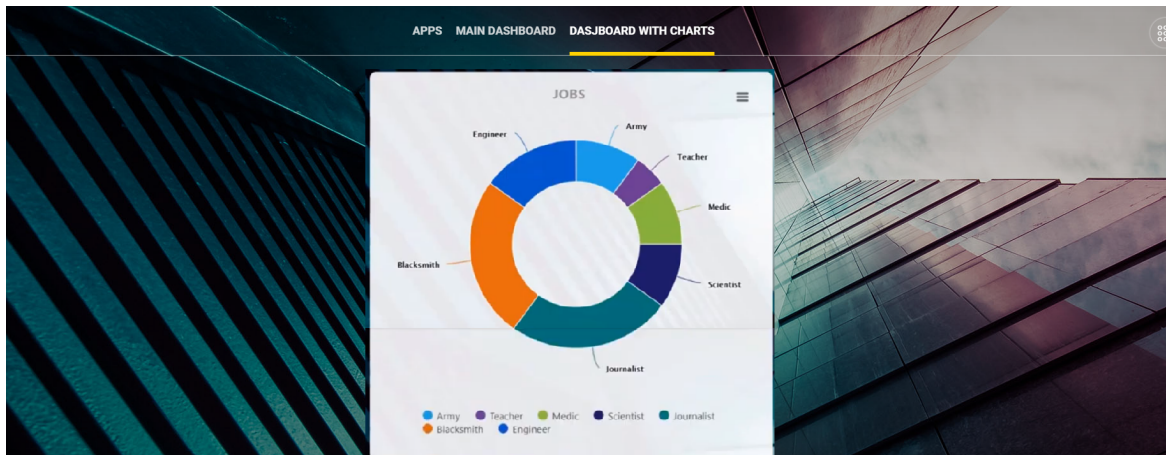 APPS MAIN DASHBOARD DASJBOARD WITH CHARTS
JOBS
Engineer
Army
Teacher
Medic
Blacksmith
Scientist
Journalist
Army Teacher Medic Scientist Journalist
Blacksmith Engineer